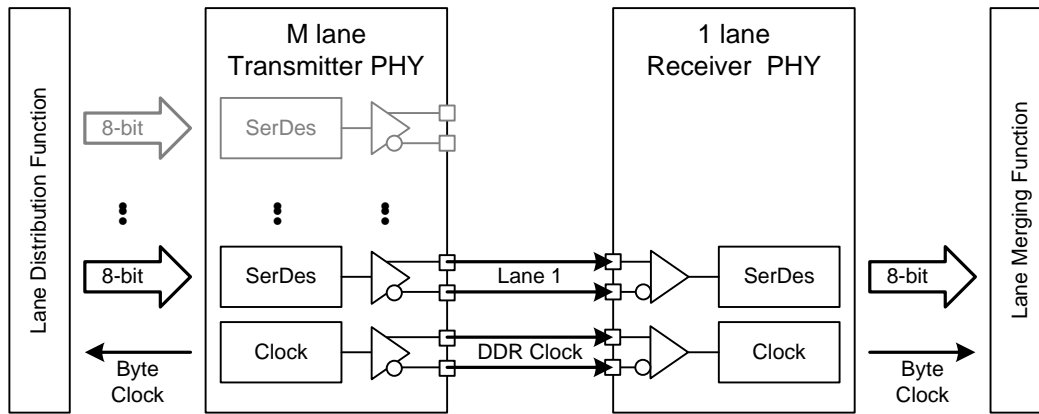 Lane Distribution Function
M lane
Transmitter PHY
1 lane
Receiver PHY
Lane Merging Function
8-bit
SerDes
8-bit
SerDes
Lane 1
SerDes
8-bit
Clock
DDR Clock
Clock
Byte
Clock
Byte
Clock